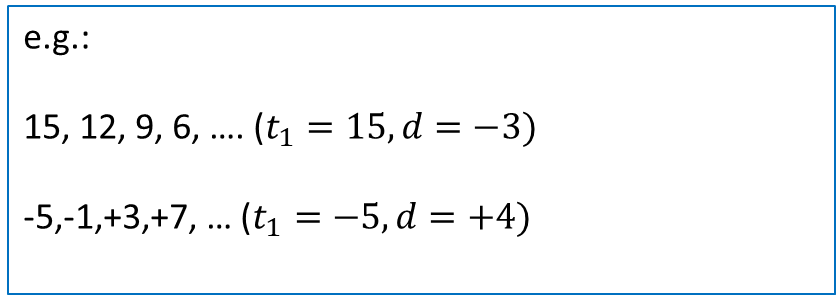 e.g.:
15, 12, 9, 6, .... (t₁ = 15, d = −3)
-5,-1,+3,+7, ... (t₁ = −5, d = +4)